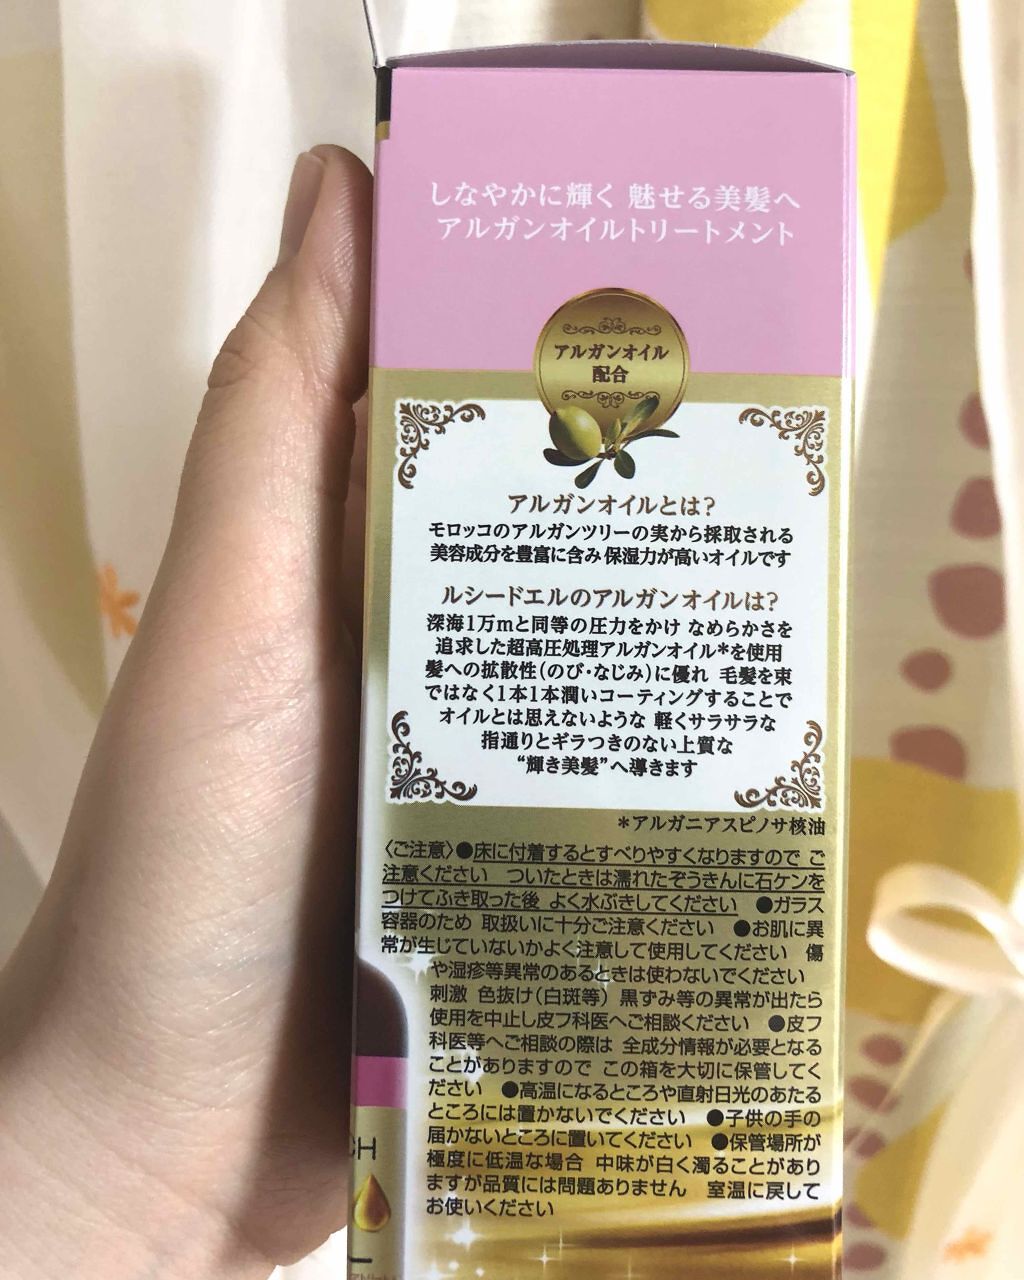 しなやかに輝く 魅せる美髪へ
アルガンオイルトリートメント
アルガンオイル
配合
アルガンオイルとは?
モロッコのアルガンツリーの実から採取される
美容成分を豊富に含み 保湿力が高いオイルです
ルシードエルのアルガンオイルは?
深海1万mと同等の圧力をかけ なめらかさを
追求した超高圧処理アルガンオイル*を使用
髪への拡散性(のび・なじみ)に優れ 毛髪を束
ではなく1本1本潤いコーティングすることで
オイルとは思えないような 軽くサラサラな
指通りとギラつきのない上質な
“輝き美髪”へ導きます
*アルガニアスピノサ核油
〈ご注意〉●床に付着するとすべりやすくなりますので ご
注意ください ついたときは濡れたぞうきんに石ケンを
つけてふき取った後 よく水ぶきしてください ●ガラス
容器のため 取扱いに十分ご注意ください ●お肌に異
常が生じていないかよく注意して使用してください 傷
や湿疹等異常のあるときは使わないでください
刺激 色抜け(白斑等) 黒ずみ等の異常が出たら
使用を中止し皮フ科医へご相談ください ●皮フ
科医等へご相談の際は 全成分情報が必要となる
ことがありますので この箱を大切に保管してく
ださい ●高温になるところや直射日光のあたる
ところには置かないでください ●子供の手の
届かないところに置いてください ●保管場所が
極度に低温な場合 中味が白く濁ることがあり
ますが品質には問題ありません 室温に戻して
お使いください
CH